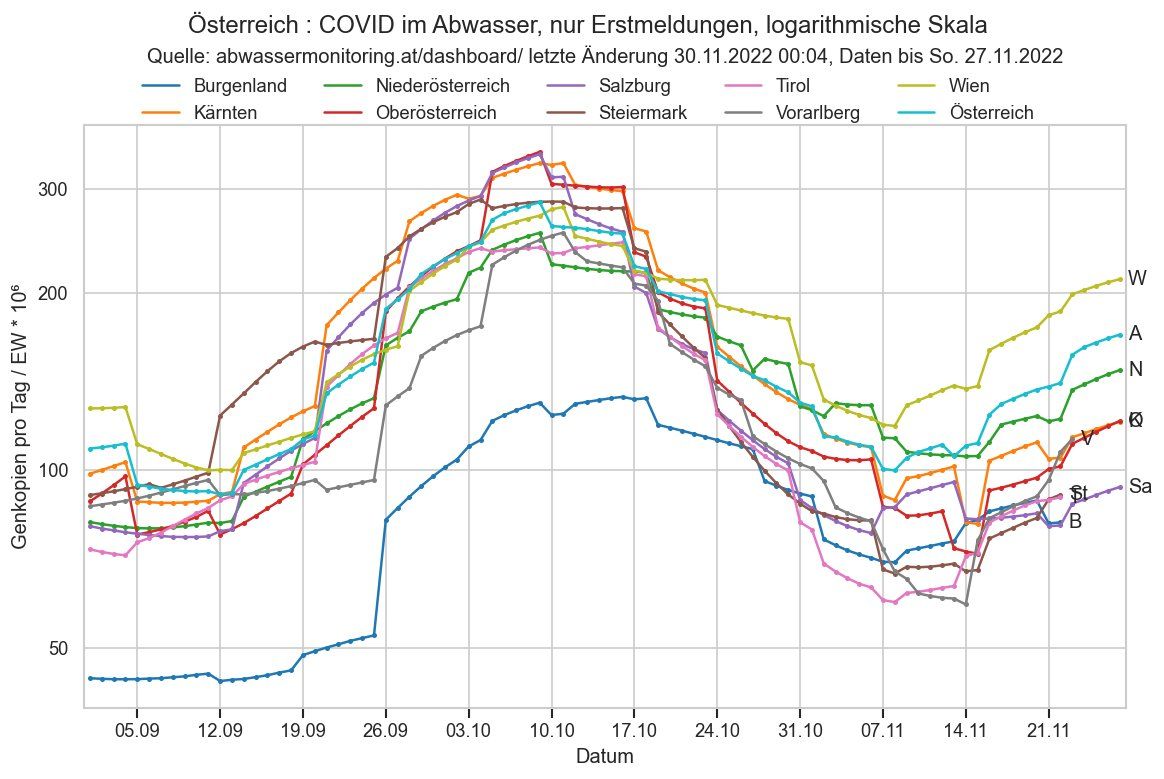 Österreich : COVID im Abwasser, nur Erstmeldungen, logarithmische Skala
Quelle: abwassermonitoring.at/dashboard/ letzte Änderung 30.11.2022 00:04, Daten bis So. 27.11.2022
Burgenland Niederösterreich Salzburg Tirol Wien
Kärnten Oberösterreich Steiermark Vorarlberg Österreich
Genkopien pro Tag / EW * 10⁶
300
200
100
50
W
A
N
V
Sa
St
B
05.09 12.09 19.09 26.09 03.10 10.10 17.10 24.10 31.10 07.11 14.11 21.11
Datum